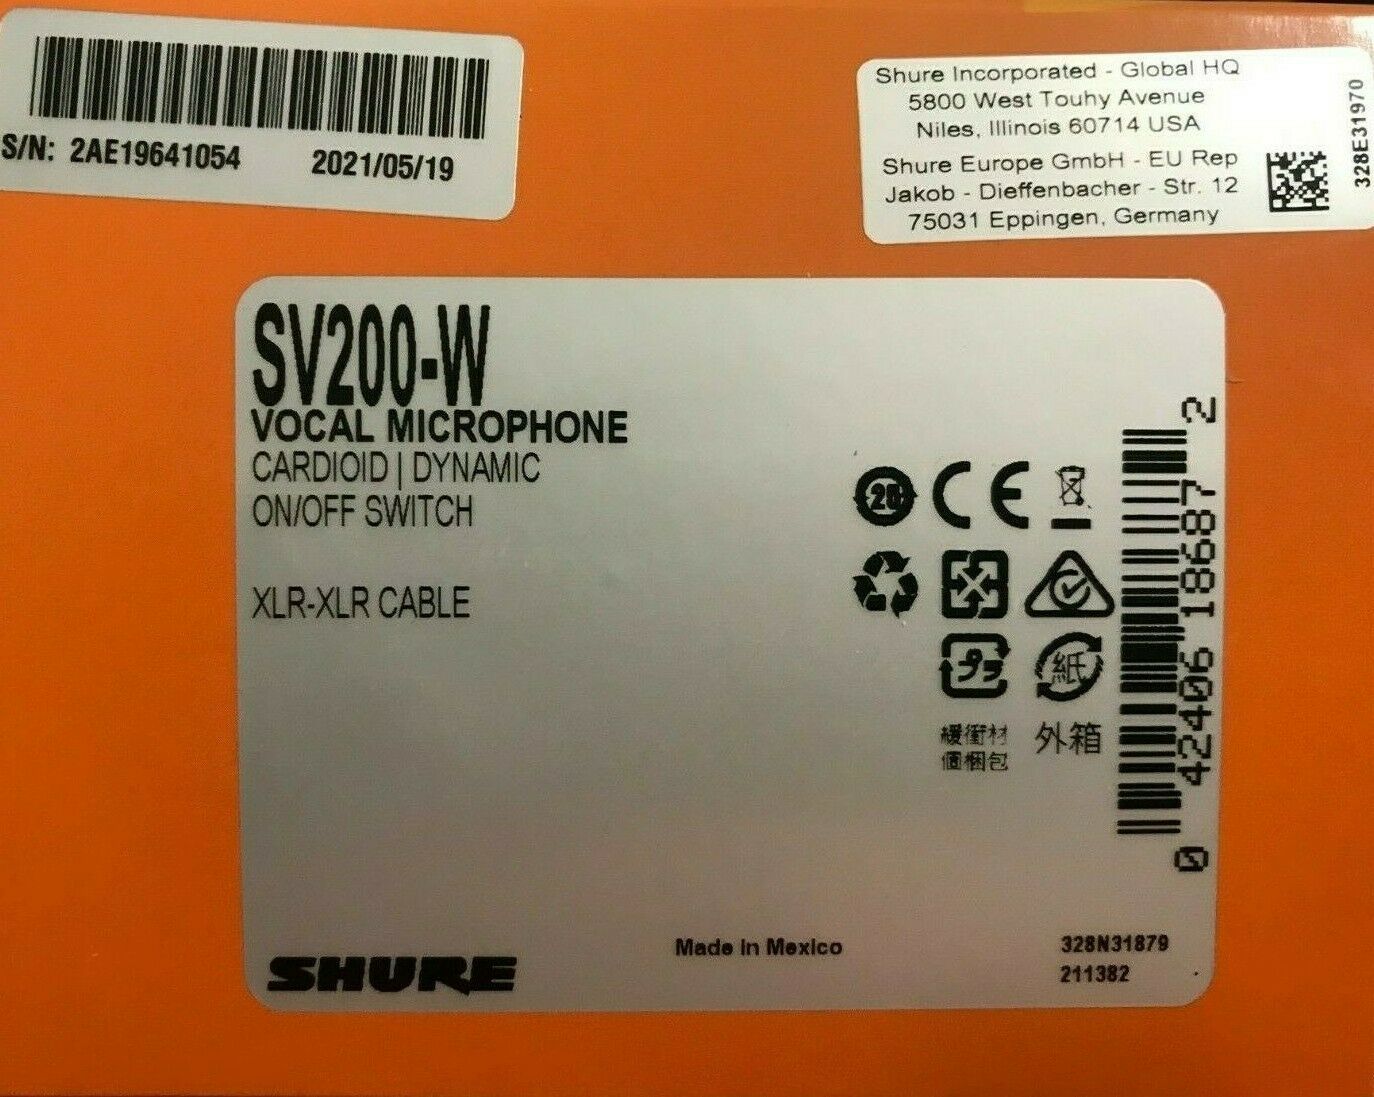 S/N: 2AE19641054 2021/05/19
Shure Incorporated - Global HQ
5800 West Touhy Avenue
Niles, Illinois 60714 USA
Shure Europe GmbH - EU Rep
Jakob - Dieffenbacher - Str. 12
75031 Eppingen, Germany
328E31970
SV200-W
VOCAL MICROPHONE
CARDIOID | DYNAMIC
ON/OFF SWITCH
XLR-XLR CABLE
20
CE
プラ
紙
緩衝材
個梱包
外箱
0 42406 18687 2
Made in Mexico
328N31879
211382
SHURE